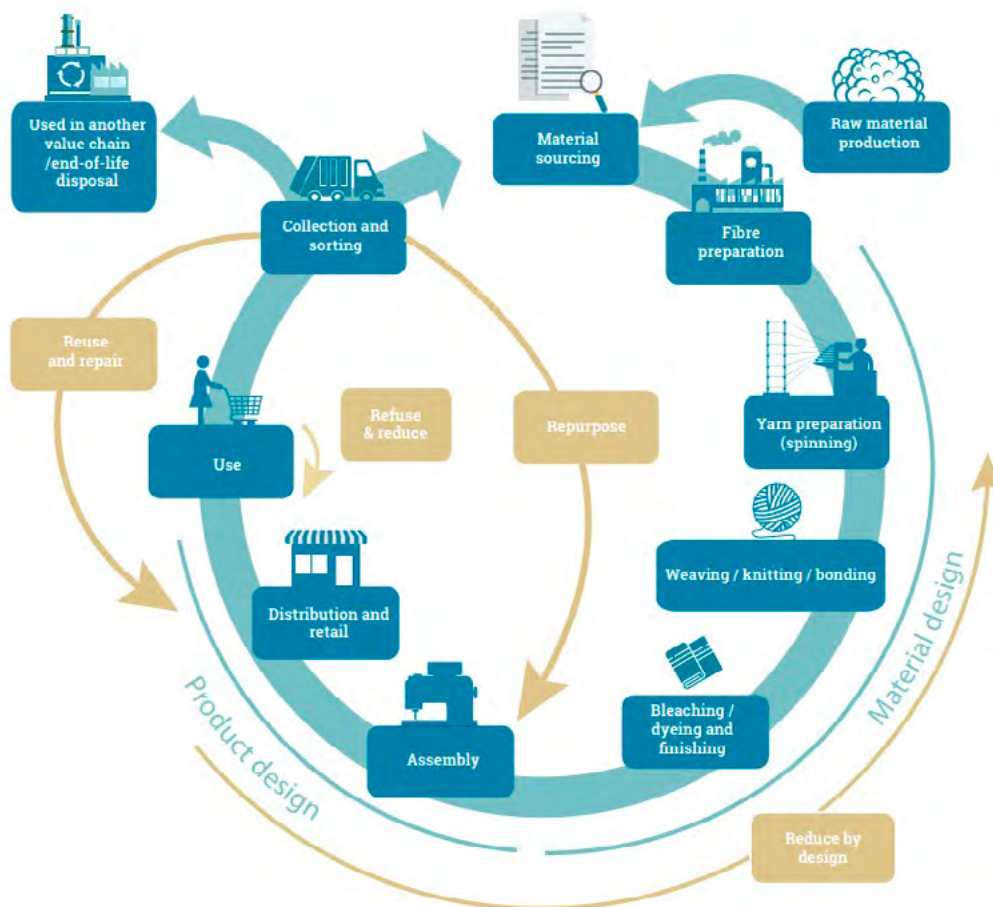 Used in another
value chain
/end-of-life
disposal
Material
sourcing
Raw material
production
Collection and
sorting
Fibre
preparation
Reuse
and repair
Refuse
& reduce
Repurpose
Yarn preparation
(spinning)
Use
Weaving / knitting / bonding
Distribution and
retail
Material design
Product design
Bleaching /
dyeing and
finishing
Assembly
Reduce by
design